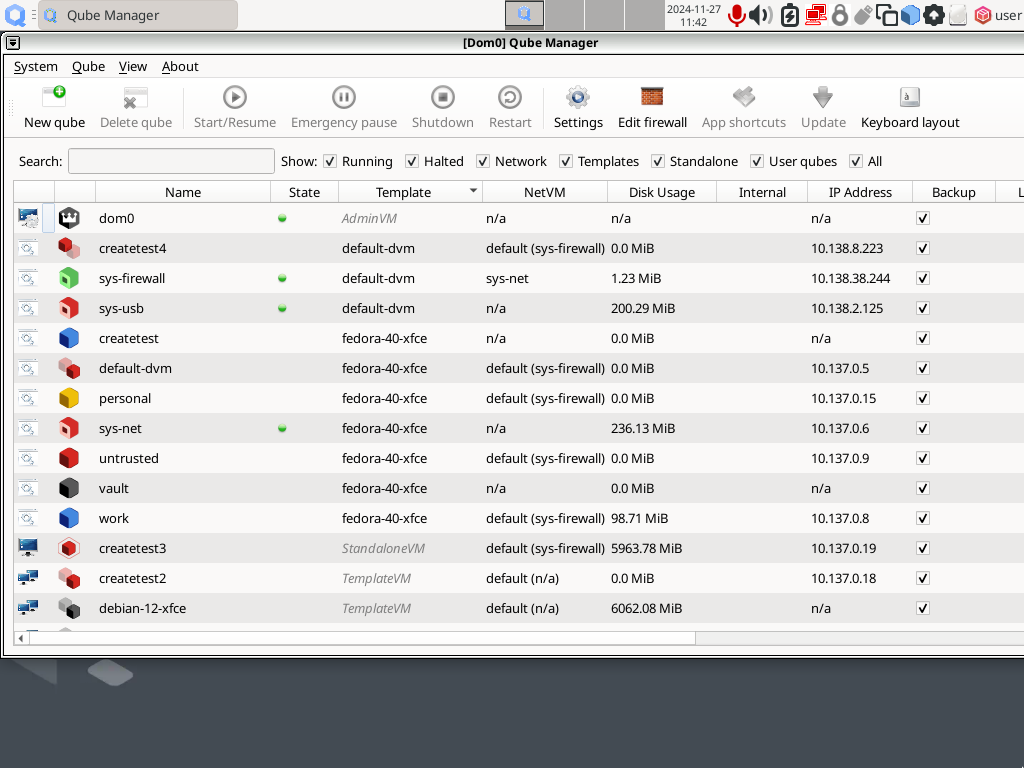 Qube Manager
2024-11-27
11:42
user
[Dom0] Qube Manager
System Qube View About
New qube Delete qube Start/Resume Emergency pause Shutdown Restart Settings Edit firewall App shortcuts Update Keyboard layout
Search: Show: Running Halted Network Templates Standalone User qubes All
Name State Template NetVM Disk Usage Internal IP Address Backup
dom0 AdminVM n/a n/a n/a
createtest4 default-dvm default (sys-firewall) 0.0 MiB 10.138.8.223
sys-firewall default-dvm sys-net 1.23 MiB 10.138.38.244
sys-usb default-dvm n/a 200.29 MiB 10.138.2.125
createtest fedora-40-xfce n/a 0.0 MiB n/a
default-dvm fedora-40-xfce default (sys-firewall) 0.0 MiB 10.137.0.5
personal fedora-40-xfce default (sys-firewall) 0.0 MiB 10.137.0.15
sys-net fedora-40-xfce n/a 236.13 MiB 10.137.0.6
untrusted fedora-40-xfce default (sys-firewall) 0.0 MiB 10.137.0.9
vault fedora-40-xfce n/a 0.0 MiB n/a
work fedora-40-xfce default (sys-firewall) 98.71 MiB 10.137.0.8
createtest3 StandaloneVM default (sys-firewall) 5963.78 MiB 10.137.0.19
createtest2 TemplateVM default (n/a) 0.0 MiB 10.137.0.18
debian-12-xfce TemplateVM default (n/a) 6062.08 MiB n/a